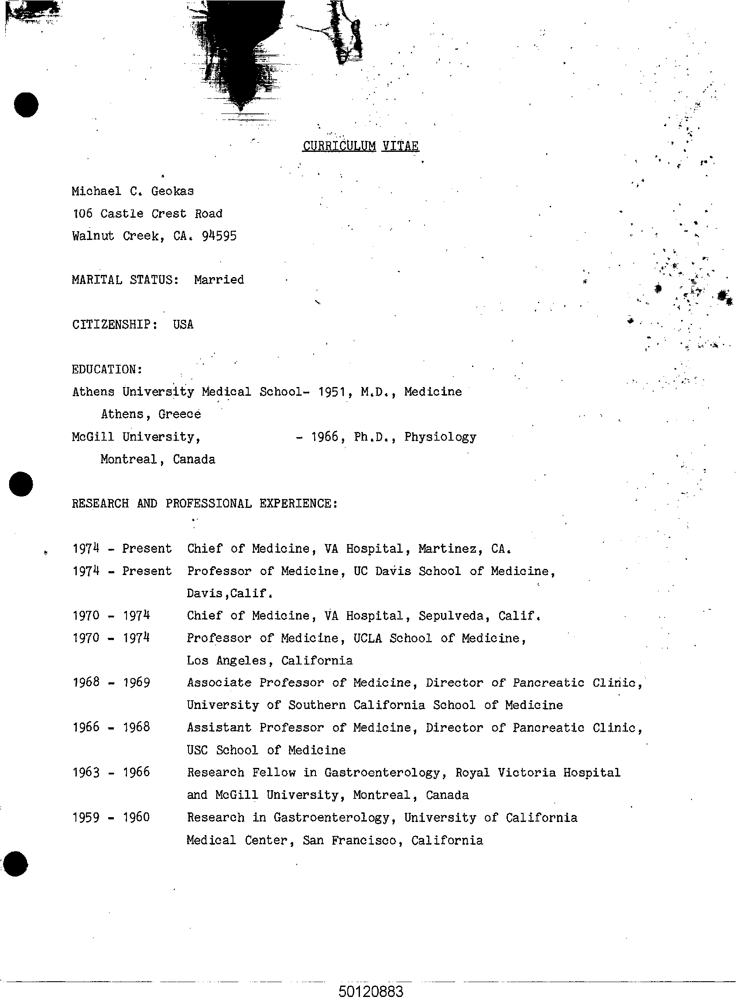 CURRICULUM VITAE
Michael C. Geokas
106 Castle Crest Road
Walnut Creek, CA. 94595
MARITAL STATUS: Married
CITIZENSHIP: USA
EDUCATION:
Athens University Medical School- 1951, M.D., Medicine
Athens, Greece
McGill University, - 1966, Ph.D., Physiology
Montreal, Canada
RESEARCH AND PROFESSIONAL EXPERIENCE:
1974 - Present Chief of Medicine, VA Hospital, Martinez, CA.
1974 - Present Professor of Medicine, UC Davis School of Medicine,
Davis,Calif.
1970 - 1974 Chief of Medicine, VA Hospital, Sepulveda, Calif.
1970 - 1974 Professor of Medicine, UCLA School of Medicine,
Los Angeles, California
1968 - 1969 Associate Professor of Medicine, Director of Pancreatic Clinic,
University of Southern California School of Medicine
1966 - 1968 Assistant Professor of Medicine, Director of Pancreatic Clinic,
USC School of Medicine
1963 - 1966 Research Fellow in Gastroenterology, Royal Victoria Hospital
and McGill University, Montreal, Canada
1959 - 1960 Research in Gastroenterology, University of California
Medical Center, San Francisco, California
50120883